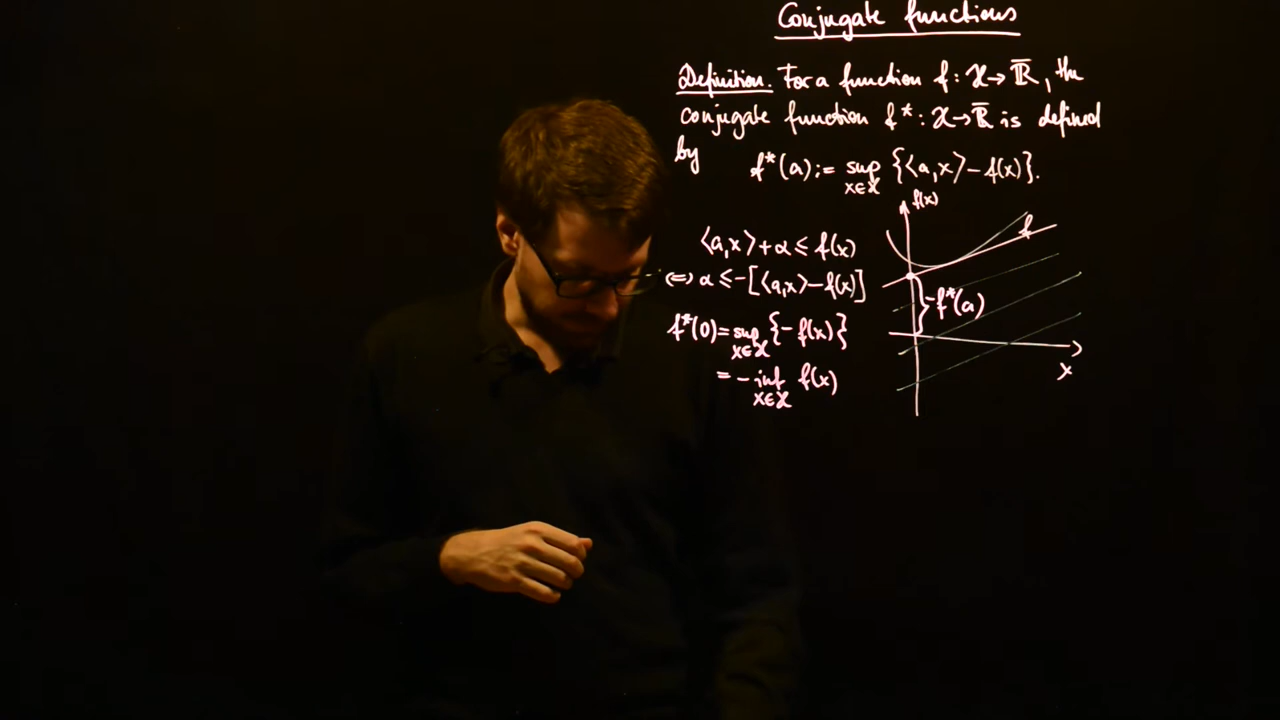 Conjugate functions
Definition. For a function f : X → R̅, the
conjugate function f* : X → R̅ is defined
by f*(a) := sup {⟨a,x⟩ − f(x)}.
x∈X
f(x)
f
⟨a,x⟩ + α ≤ f(x)
⇔ α ≤ −[⟨a,x⟩ − f(x)]
−f*(a)
f*(0) = sup {−f(x)}
x∈X
x
= − inf f(x)
x∈X